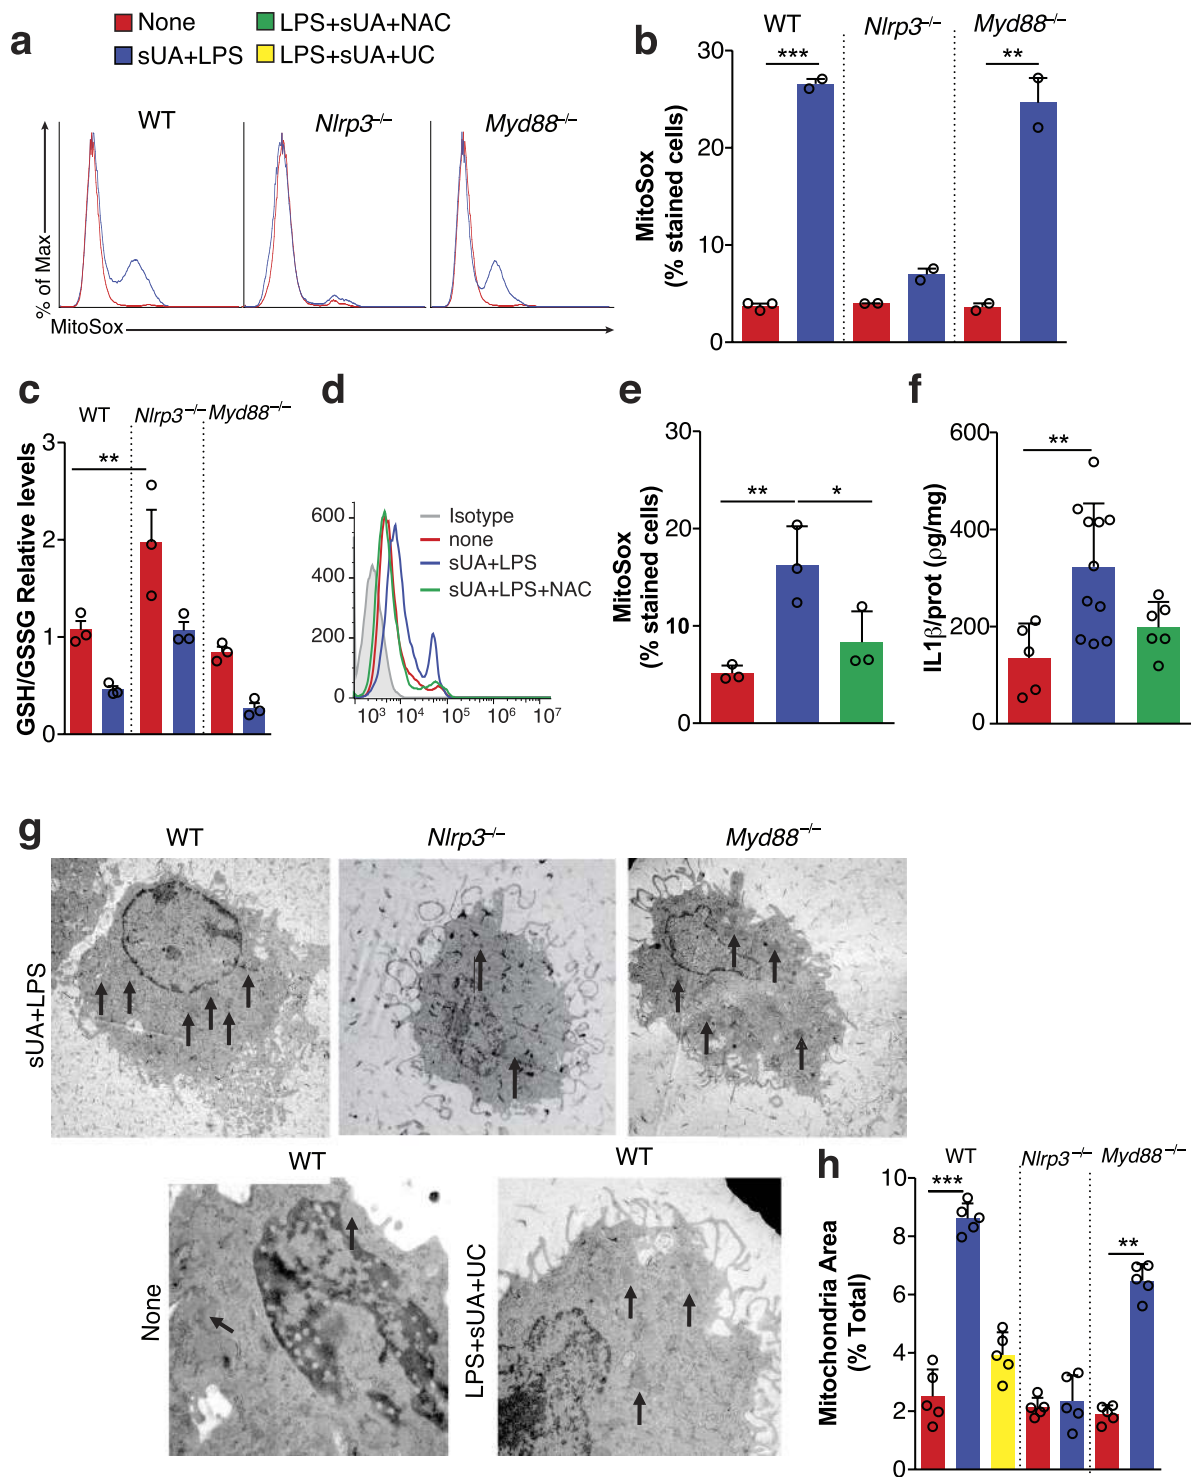 a
None
LPS+sUA+NAC
sUA+LPS
LPS+sUA+UC
WT
Nlrp3–/–
Myd88–/–
% of Max
MitoSox
b
WT
Nlrp3–/–
Myd88–/–
MitoSox
(% stained cells)
30
20
10
0
***
**
c
WT
Nlrp3–/–
Myd88–/–
GSH/GSSG Relative levels
3
2
1
0
**
d
600
400
200
0
10³
10⁴
10⁵
10⁶
10⁷
Isotype
none
sUA+LPS
sUA+LPS+NAC
e
MitoSox
(% stained cells)
30
20
10
0
**
*
f
IL1β/prot (ρg/mg)
600
400
200
0
**
g
WT
Nlrp3–/–
Myd88–/–
sUA+LPS
WT
None
WT
LPS+sUA+UC
h
WT
Nlrp3–/–
Myd88–/–
Mitochondria Area
(% Total)
10
8
6
4
2
0
***
**